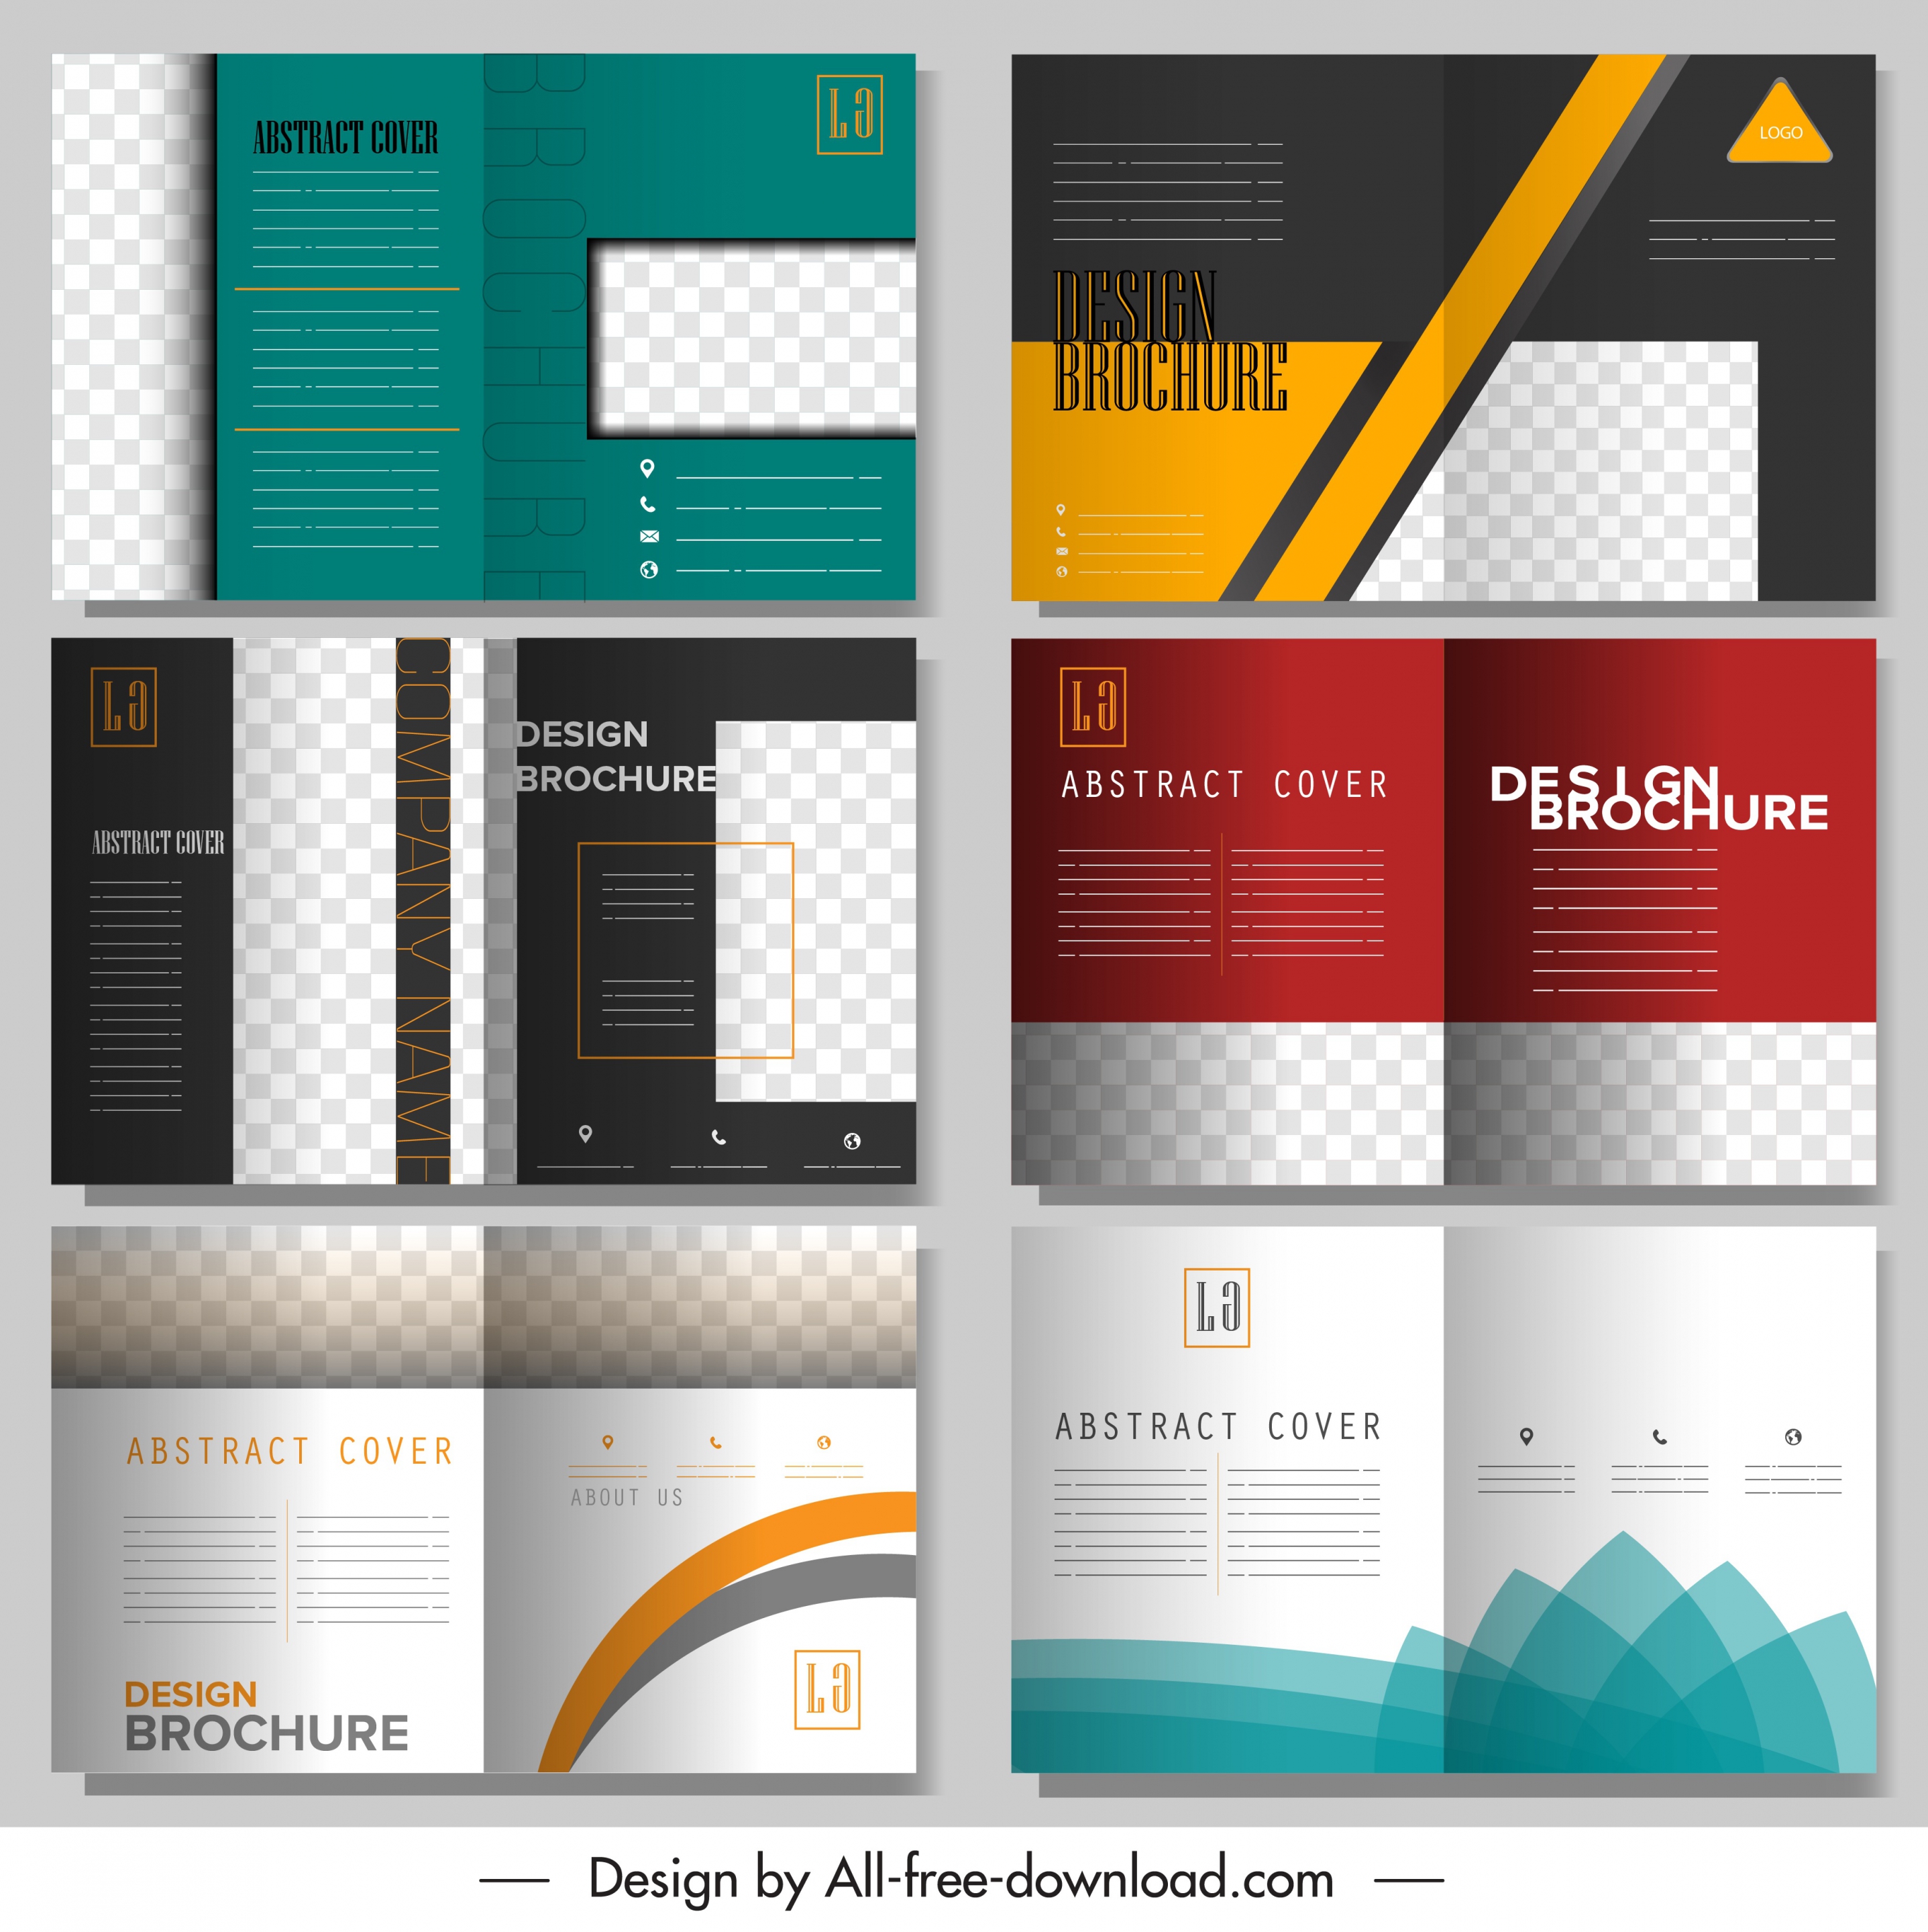 ABSTRACT COVER
BROCHURE
LOGO
DESIGN
BROCHURE
ABSTRACT COVER
COMPANY NAME
DESIGN
BROCHURE
ABSTRACT COVER
DESIGN
BROCHURE
ABSTRACT COVER
ABOUT US
DESIGN
BROCHURE
ABSTRACT COVER
Design by All-free-download.com